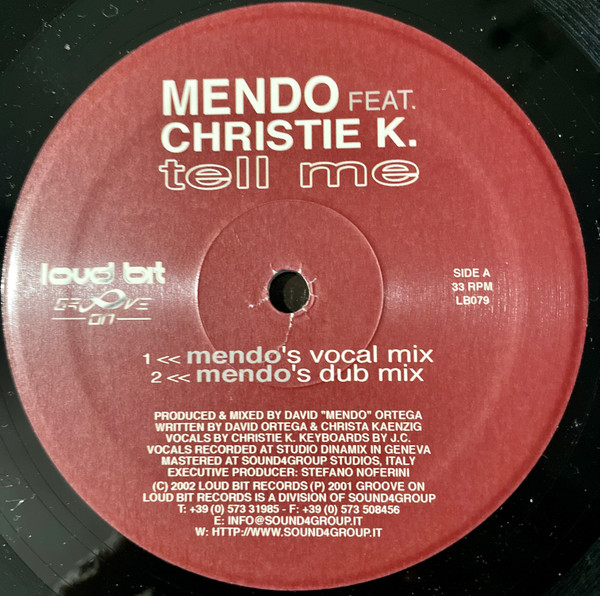 MENDO FEAT.
CHRISTIE K.
tell me
loud bit
GROOVE
ON
SIDE A
33 RPM
LB079
1 << mendo's vocal mix
2 << mendo's dub mix
PRODUCED & MIXED BY DAVID "MENDO" ORTEGA
WRITTEN BY DAVID ORTEGA & CHRISTA KAENZIG
VOCALS BY CHRISTIE K. KEYBOARDS BY J.C.
VOCALS RECORDED AT STUDIO DINAMIX IN GENEVA
MASTERED AT SOUND4GROUP STUDIOS, ITALY
EXECUTIVE PRODUCER: STEFANO NOFERINI
(C) 2002 LOUD BIT RECORDS (P) 2001 GROOVE ON
LOUD BIT RECORDS IS A DIVISION OF SOUND4GROUP
T: +39 (0) 573 31985 - F: +39 (0) 573 508456
E: INFO@SOUND4GROUP.IT
W: HTTP://WWW.SOUND4GROUP.IT